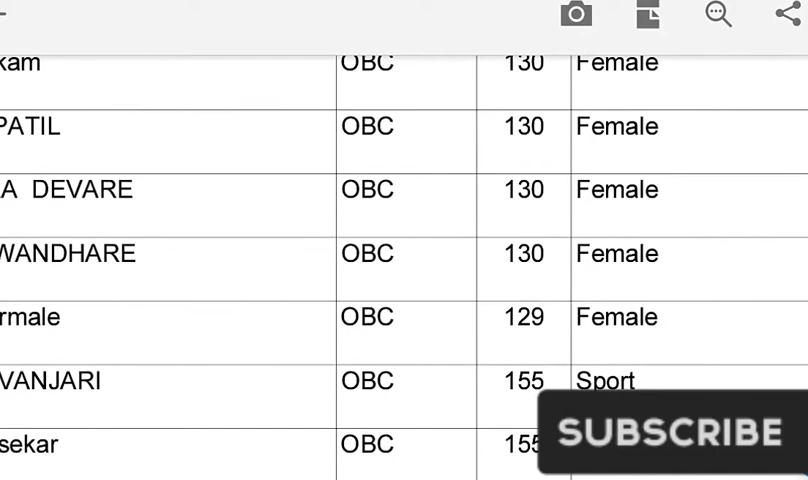 kam OBC 130 Female
PATIL OBC 130 Female
A DEVARE OBC 130 Female
WANDHARE OBC 130 Female
rmale OBC 129 Female
VANJARI OBC 155 Sport
sekar OBC 155
SUBSCRIBE